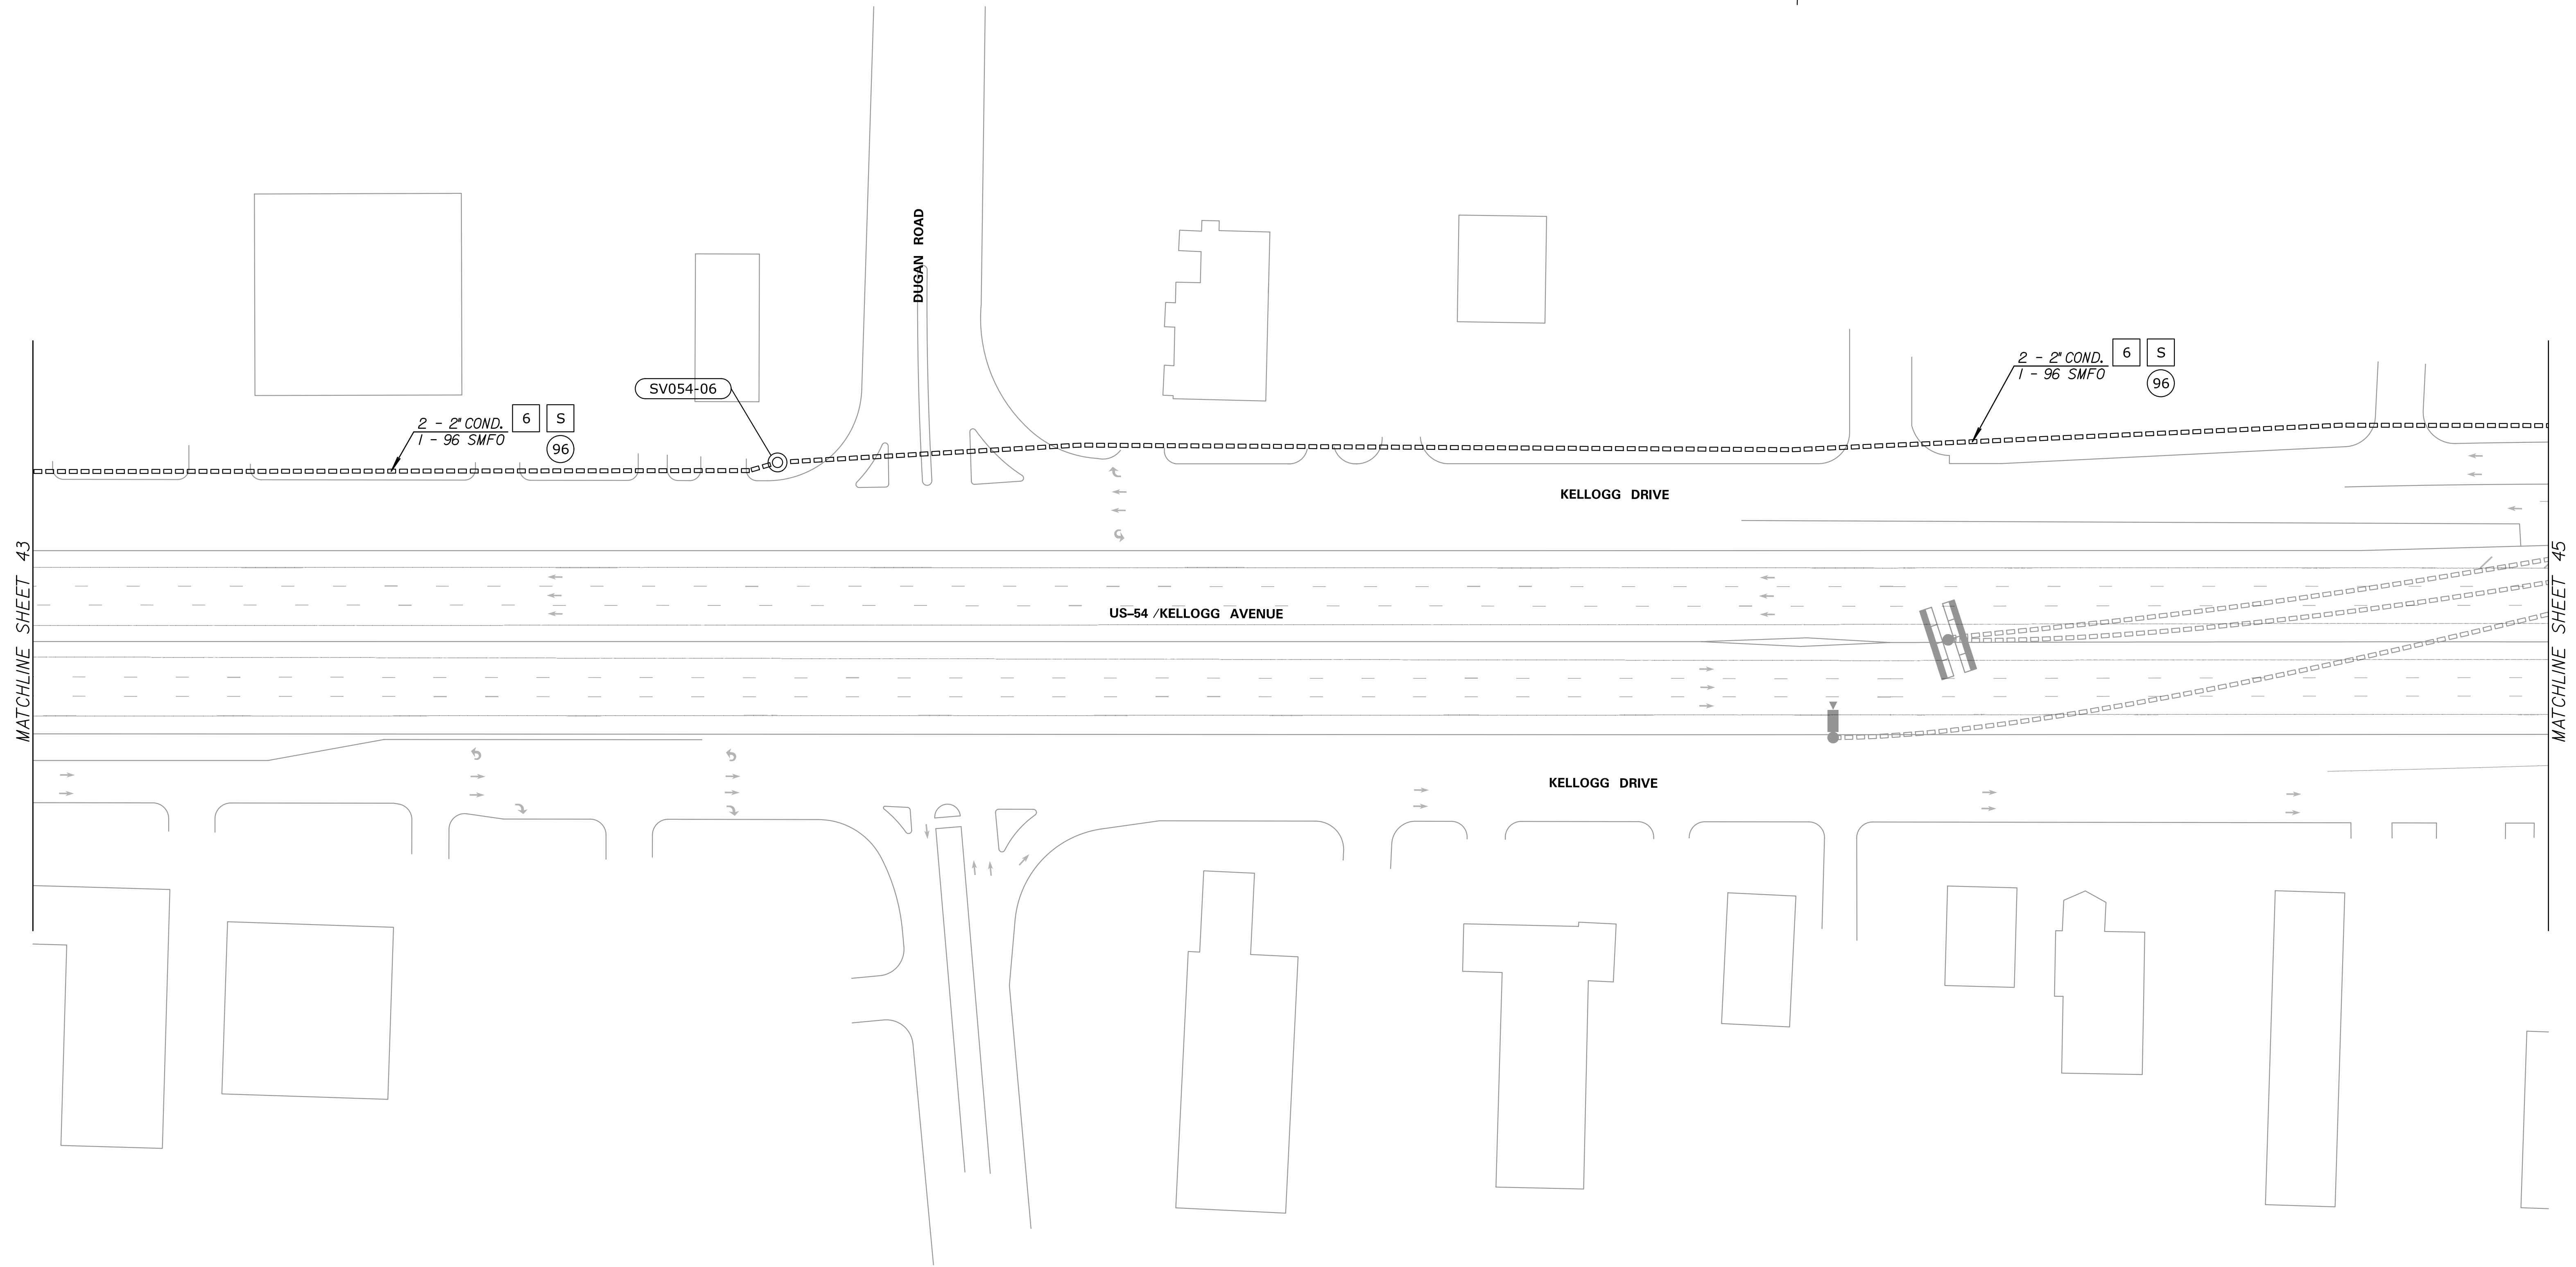 DUGAN ROAD
2 - 2" COND.
1 - 96 SMFO
6
S
96
SV054-06
2 - 2" COND.
1 - 96 SMFO
6
S
96
KELLOGG DRIVE
MATCHLINE SHEET 43
US-54 / KELLOGG AVENUE
MATCHLINE SHEET 45
KELLOGG DRIVE